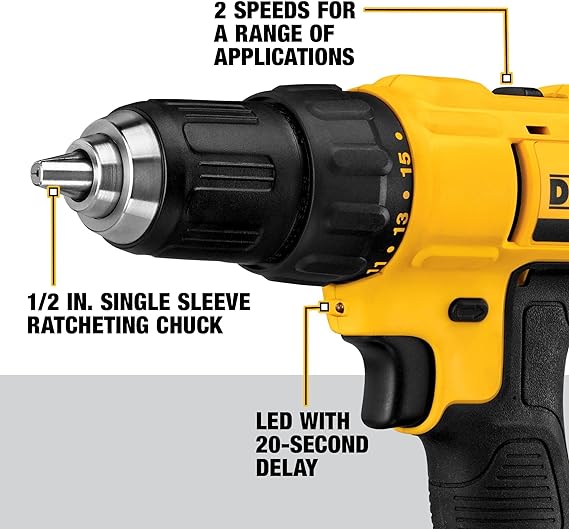 2 SPEEDS FOR
A RANGE OF
APPLICATIONS
15
13
11
D
1/2 IN. SINGLE SLEEVE
RATCHETING CHUCK
LED WITH
20-SECOND
DELAY